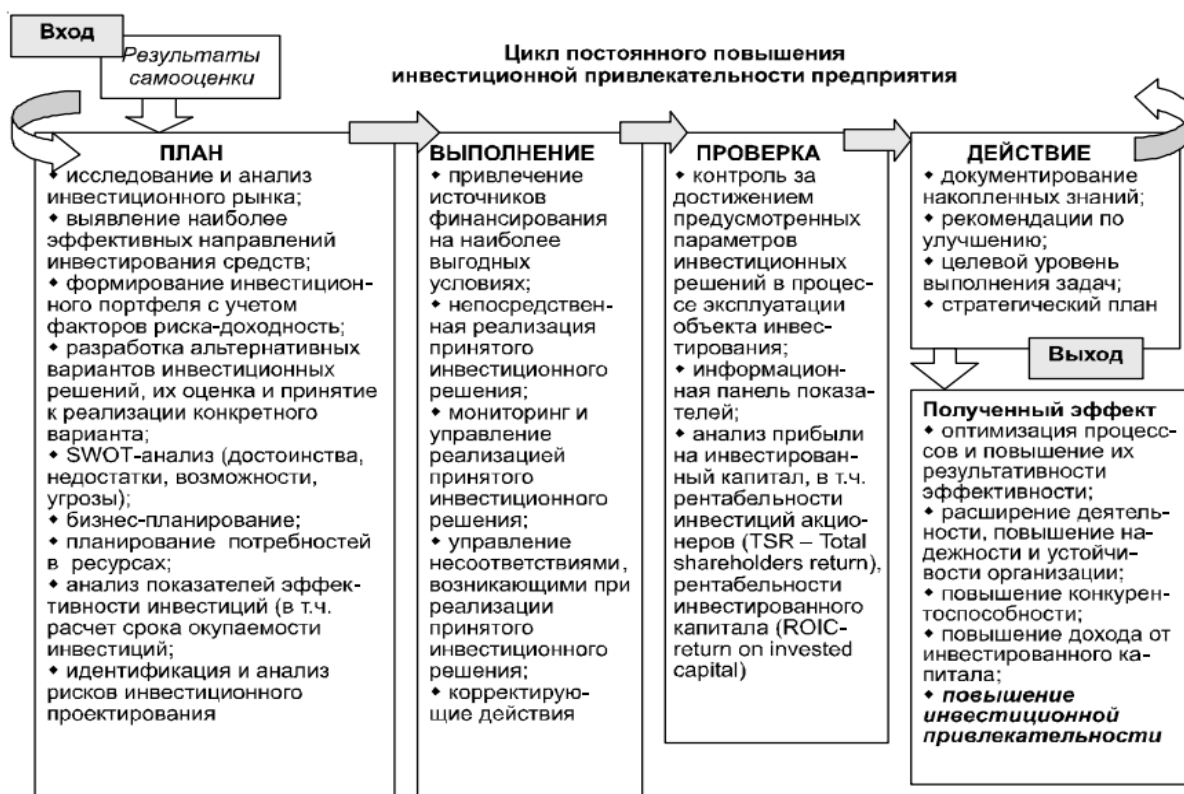 Вход
Результаты
самооценки
Цикл постоянного повышения
инвестиционной привлекательности предприятия
ПЛАН
• исследование и анализ
инвестиционного рынка;
• выявление наиболее
эффективных направлений
инвестирования средств;
• формирование инвестицион-
ного портфеля с учетом
факторов риска-доходность;
• разработка альтернативных
вариантов инвестиционных
решений, их оценка и принятие
к реализации конкретного
варианта;
• SWOT-анализ (достоинства,
недостатки, возможности,
угрозы);
• бизнес-планирование;
• планирование потребностей
в ресурсах;
• анализ показателей эффек-
тивности инвестиций (в т.ч.
расчет срока окупаемости
инвестиций;
• идентификация и анализ
рисков инвестиционного
проектирования
ВЫПОЛНЕНИЕ
• привлечение
источников
финансирования
на наиболее
выгодных
условиях;
• непосредствен-
ная реализация
принятого
инвестиционного
решения;
• мониторинг и
управление
реализацией
принятого
инвестиционного
решения;
• управление
несоответствиями,
возникающими при
реализации
принятого
инвестиционного
решения;
• корректирую-
щие действия
ПРОВЕРКА
• контроль за
достижением
предусмотренных
параметров
инвестиционных
решений в процес-
се эксплуатации
объекта инвес-
тирования;
• информацион-
ная панель показа-
телей;
• анализ прибыли
на инвестирован-
ный капитал, в т.ч.
рентабельности
инвестиций акцио-
неров (TSR – Total
shareholders return),
рентабельности
инвестированного
капитала (ROIC-
return on invested
capital)
ДЕЙСТВИЕ
• документирование
накопленных знаний;
• рекомендации по
улучшению;
• целевой уровень
выполнения задач;
• стратегический план
Выход
Полученный эффект
• оптимизация процесс-
сов и повышение их
результативности
эффективности;
• расширение деятель-
ности, повышение на-
дежности и устойчи-
вости организации;
• повышение конкурен-
тоспособности;
• повышение дохода от
инвестированного ка-
питала;
• повышение
инвестиционной
привлекательности